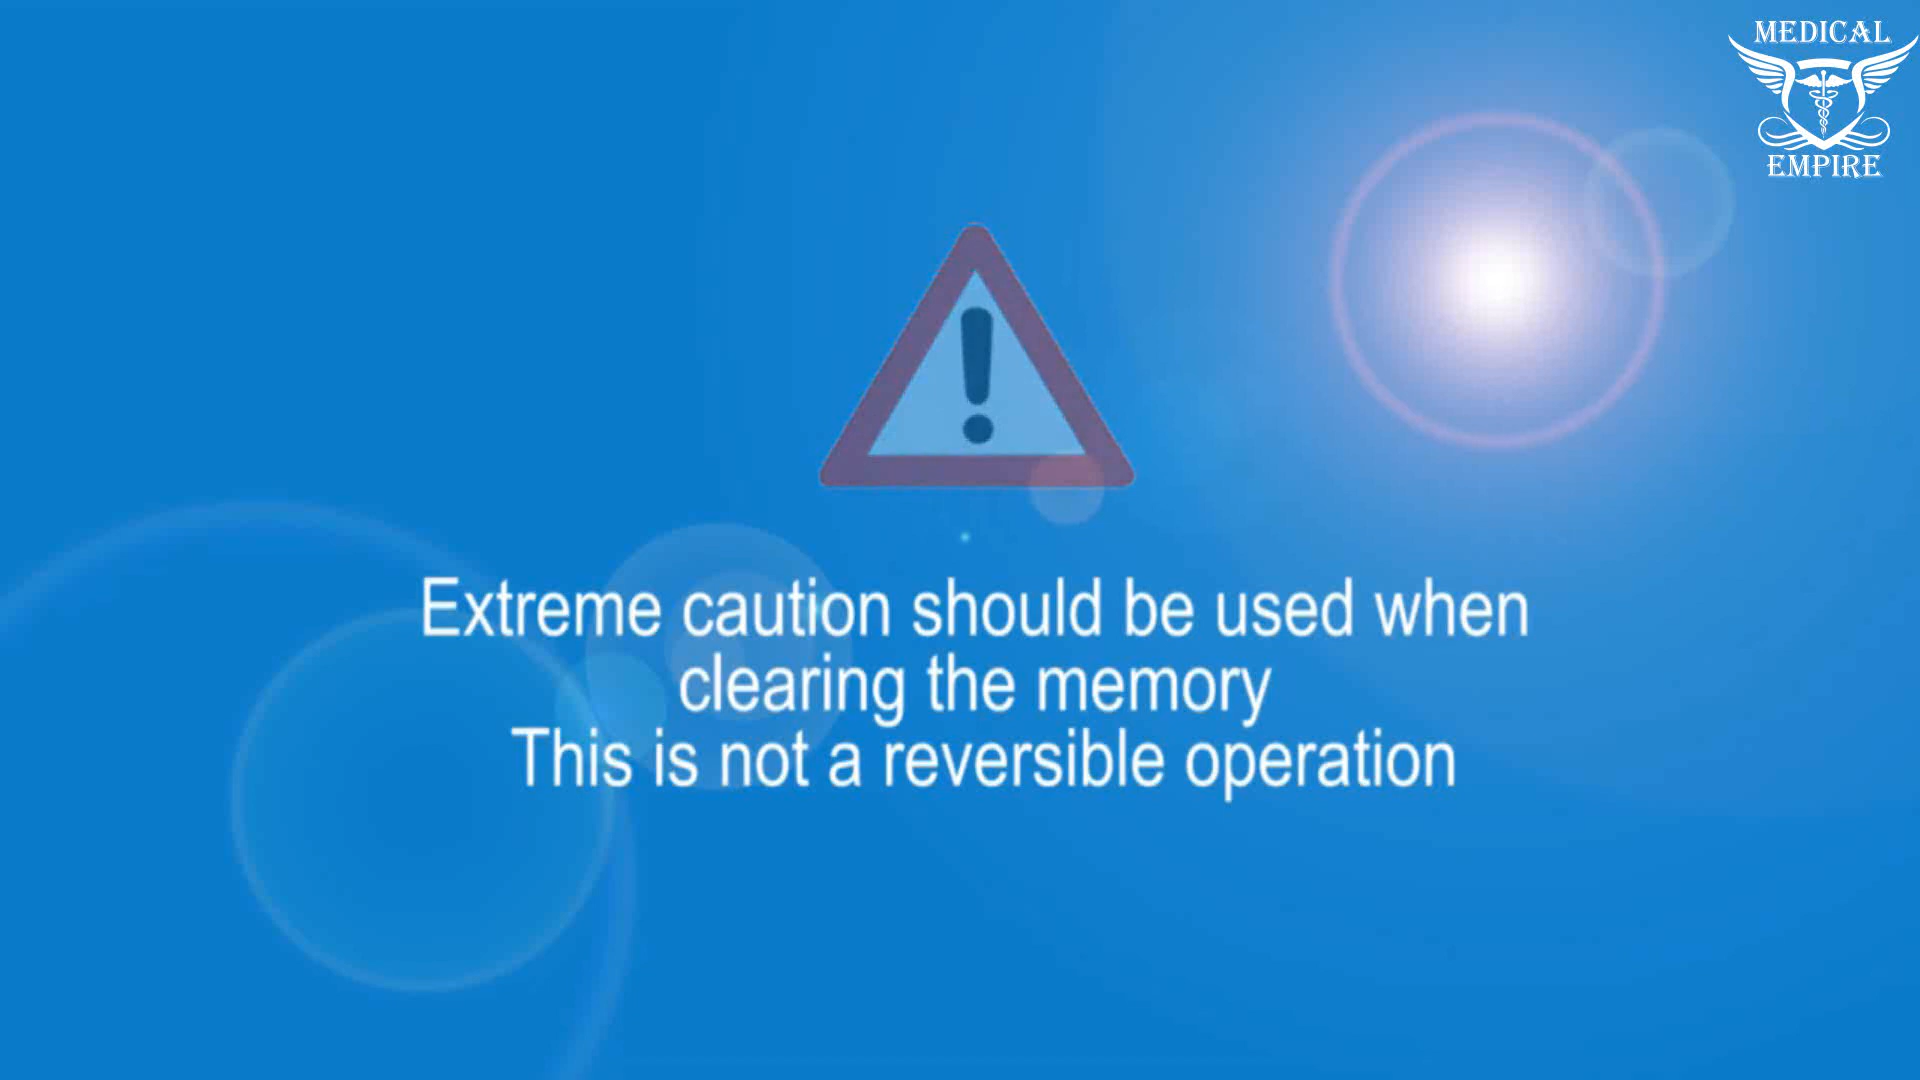 MEDICAL
EMPIRE
Extreme caution should be used when
clearing the memory
This is not a reversible operation